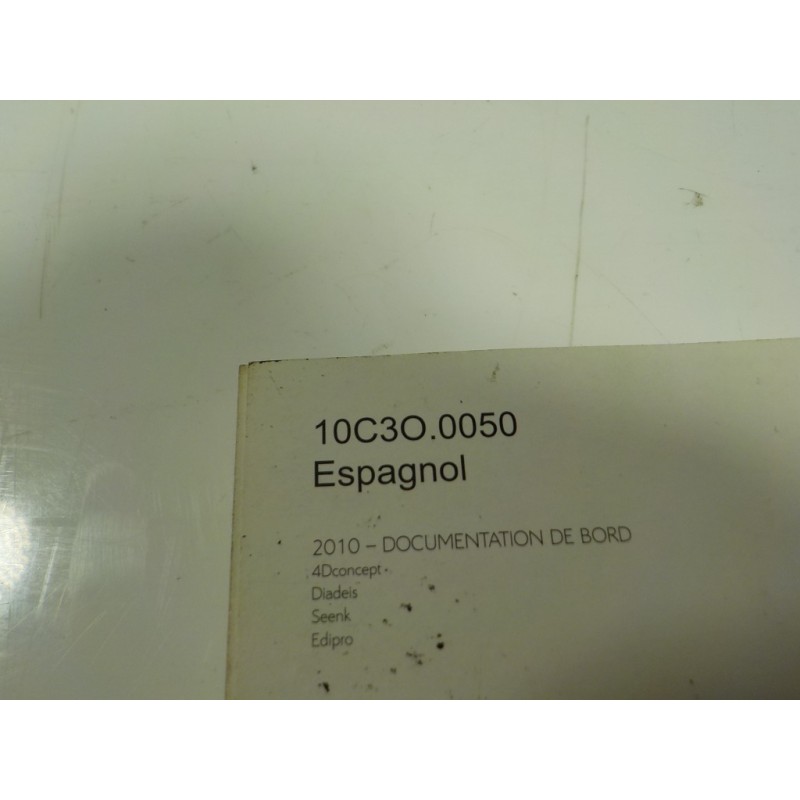 10C3O.0050
Espagnol
2010 – DOCUMENTATION DE BORD
4Dconcept
Diadeis
Seenk
Edipro